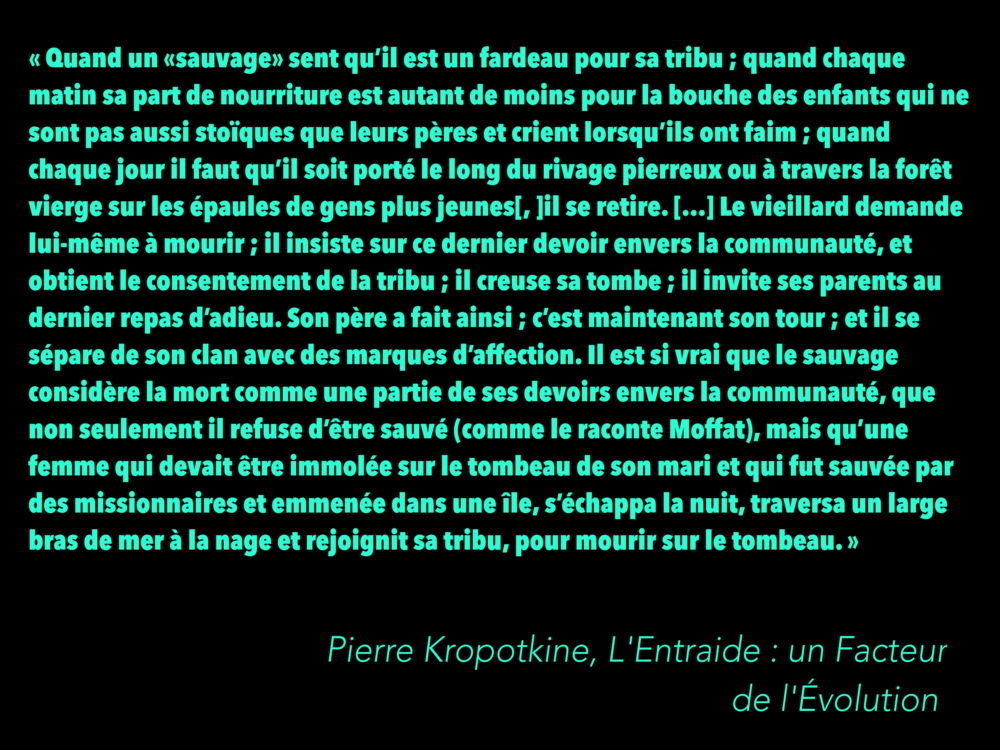 « Quand un «sauvage» sent qu’il est un fardeau pour sa tribu ; quand chaque
matin sa part de nourriture est autant de moins pour la bouche des enfants qui ne
sont pas aussi stoïques que leurs pères et crient lorsqu’ils ont faim ; quand
chaque jour il faut qu’il soit porté le long du rivage pierreux ou à travers la forêt
vierge sur les épaules de gens plus jeunes[, ]il se retire. [...] Le vieillard demande
lui-même à mourir ; il insiste sur ce dernier devoir envers la communauté, et
obtient le consentement de la tribu ; il creuse sa tombe ; il invite ses parents au
dernier repas d’adieu. Son père a fait ainsi ; c’est maintenant son tour ; et il se
sépare de son clan avec des marques d’affection. Il est si vrai que le sauvage
considère la mort comme une partie de ses devoirs envers la communauté, que
non seulement il refuse d’être sauvé (comme le raconte Moffat), mais qu’une
femme qui devait être immolée sur le tombeau de son mari et qui fut sauvée par
des missionnaires et emmenée dans une île, s’échappa la nuit, traversa un large
bras de mer à la nage et rejoignit sa tribu, pour mourir sur le tombeau. »
Pierre Kropotkine, L'Entraide : un Facteur
de l'Évolution